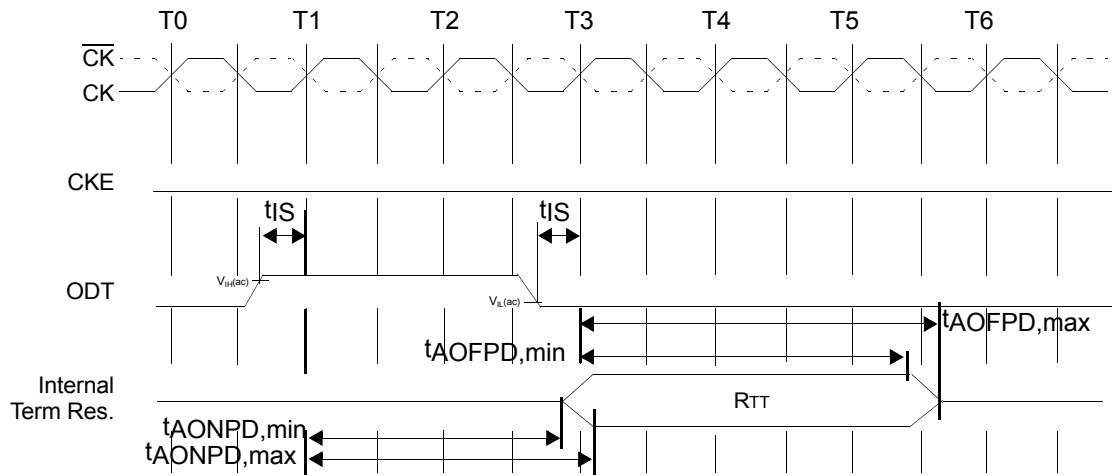 T0 T1 T2 T3 T4 T5 T6
CK
CK
CKE
tIS tIS
VIH(ac)
ODT
VIL(ac)
tAOFPD,max
tAOFPD,min
Internal
Term Res.
RTT
tAONPD,min
tAONPD,max